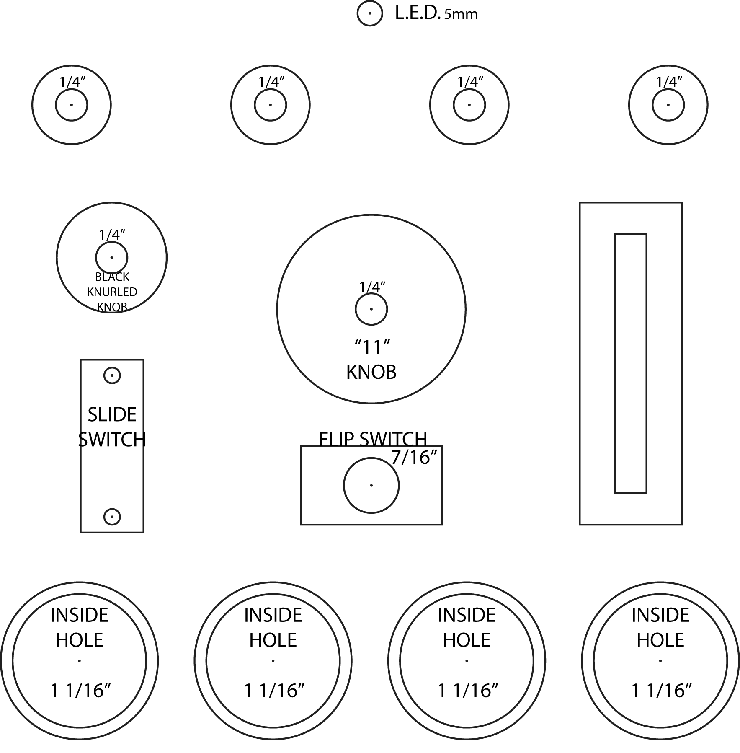 L.E.D. 5mm
1/4” 1/4” 1/4” 1/4”
1/4”
BLACK
KNURLED
KNOB
1/4”
“11”
KNOB
SLIDE
SWITCH
FLIP SWITCH
7/16”
INSIDE
HOLE
1 1/16”
INSIDE
HOLE
1 1/16”
INSIDE
HOLE
1 1/16”
INSIDE
HOLE
1 1/16”